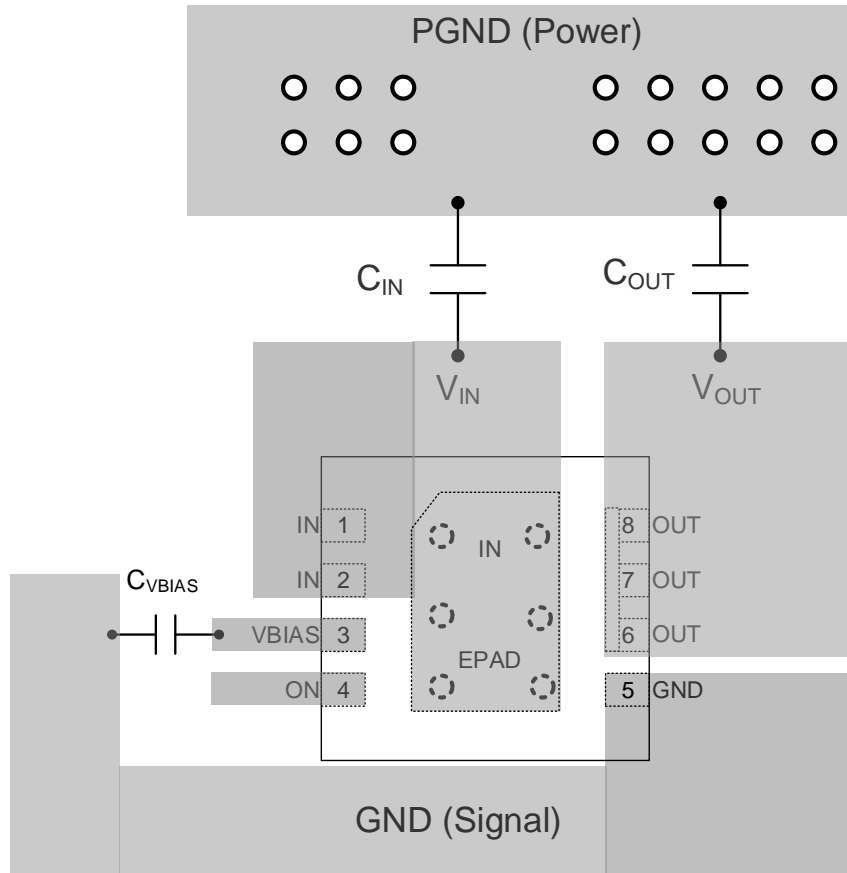 PGND (Power)
CIN COUT
VIN VOUT
IN 1 IN 8 OUT
IN 2 7 OUT
CVBIAS
VBIAS 3 EPAD 6 OUT
ON 4 5 GND
GND (Signal)